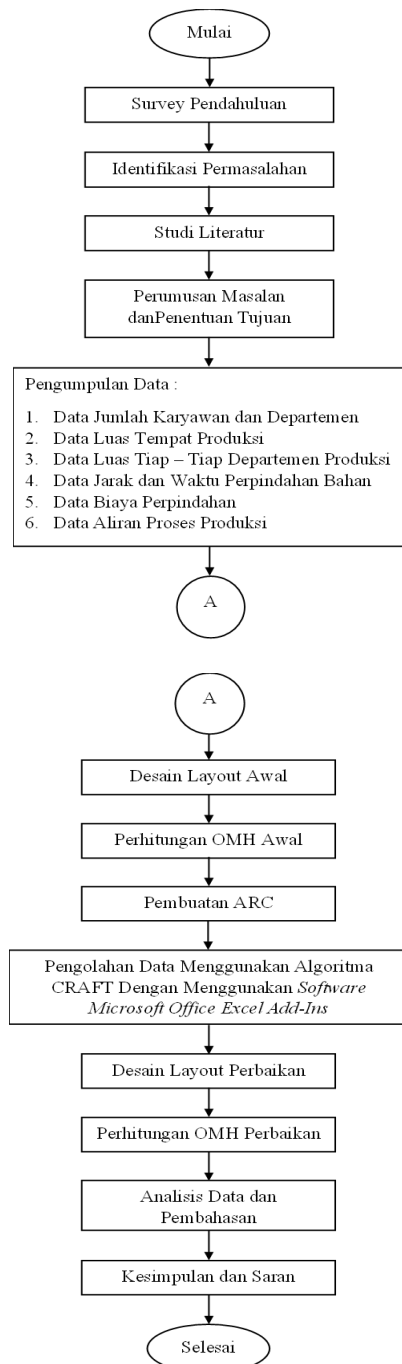 Mulai
Survey Pendahuluan
Identifikasi Permasalahan
Studi Literatur
Perumusan Masalan
danPenentuan Tujuan
Pengumpulan Data :
1. Data Jumlah Karyawan dan Departemen
2. Data Luas Tempat Produksi
3. Data Luas Tiap – Tiap Departemen Produksi
4. Data Jarak dan Waktu Perpindahan Bahan
5. Data Biaya Perpindahan
6. Data Aliran Proses Produksi
A
A
Desain Layout Awal
Perhitungan OMH Awal
Pembuatan ARC
Pengolahan Data Menggunakan Algoritma
CRAFT Dengan Menggunakan Software
Microsoft Office Excel Add-Ins
Desain Layout Perbaikan
Perhitungan OMH Perbaikan
Analisis Data dan
Pembahasan
Kesimpulan dan Saran
Selesai